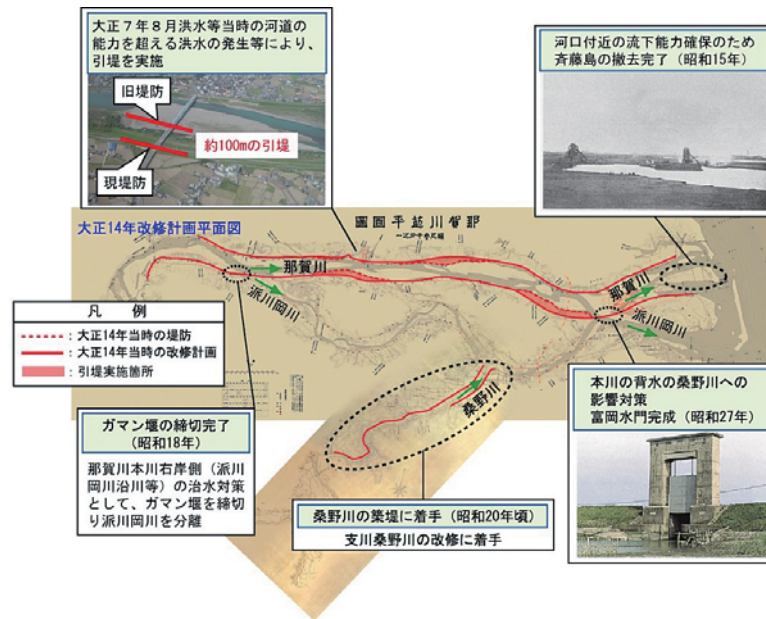 大正７年８月洪水等当時の河道の
能力を超える洪水の発生等により、
引堤を実施
旧堤防
約100mの引堤
現堤防
河口付近の流下能力確保のため
斉藤島の撤去完了（昭和15年）
大正14年改修計画平面図
那賀川
派川岡川
那賀川
派川岡川
桑野川
凡　例
：大正14年当時の堤防
：大正14年当時の改修計画
：引堤実施箇所
ガマン堰の締切完了
（昭和18年）
那賀川本川右岸側（派川
岡川沿川等）の治水対策
として、ガマン堰を締切
り派川岡川を分離
桑野川の築堤に着手（昭和20年頃）
支川桑野川の改修に着手
本川の背水の桑野川への
影響対策
富岡水門完成（昭和27年）